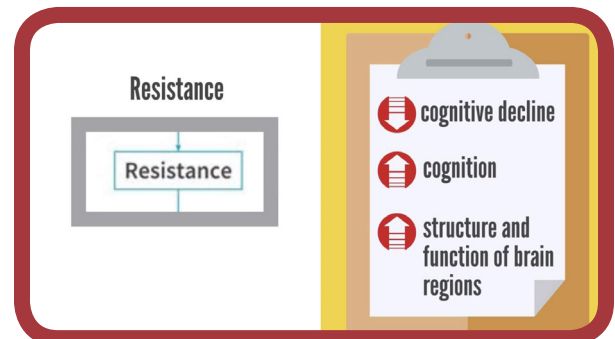 Resistance
Resistance
cognitive decline
cognition
structure and
function of brain
regions